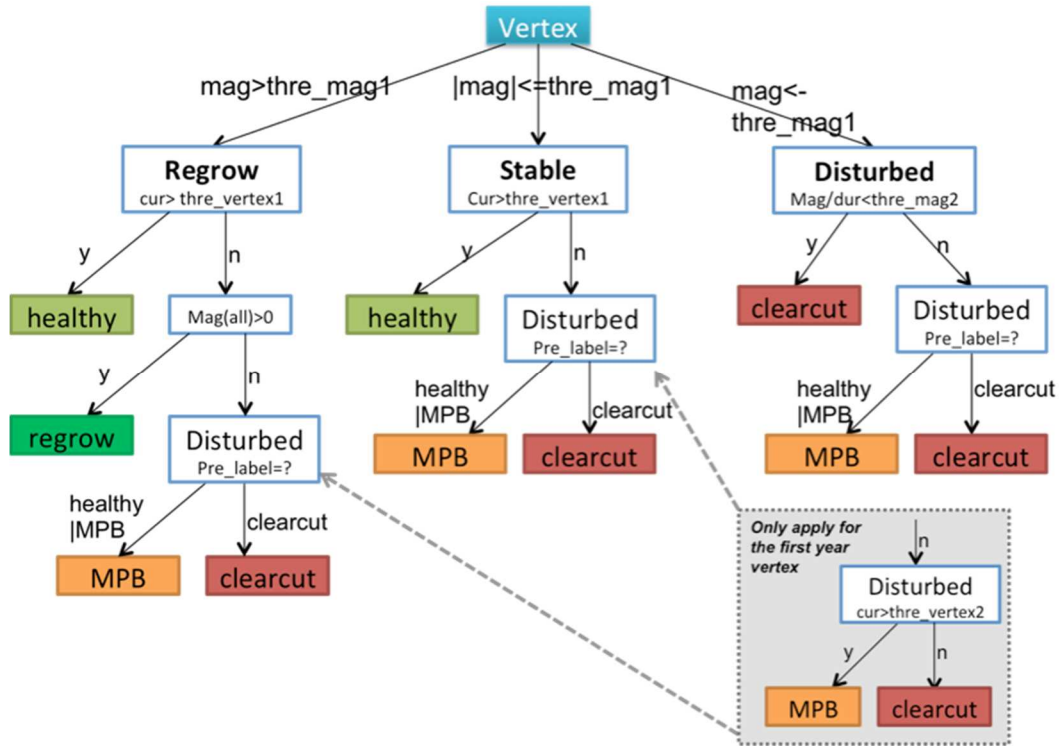 Vertex
mag>thre_mag1
|mag|<=thre_mag1
mag<-
thre_mag1
Regrow
cur> thre_vertex1
Stable
Cur>thre_vertex1
Disturbed
Mag/dur<thre_mag2
y
n
y
n
y
n
healthy
Mag(all)>0
healthy
Disturbed
Pre_label=?
clearcut
Disturbed
Pre_label=?
y
n
healthy
|MPB
clearcut
healthy
|MPB
clearcut
regrow
Disturbed
Pre_label=?
MPB
clearcut
MPB
clearcut
healthy
|MPB
clearcut
MPB
clearcut
Only apply for
the first year
vertex
n
Disturbed
cur>thre_vertex2
y
n
MPB
clearcut